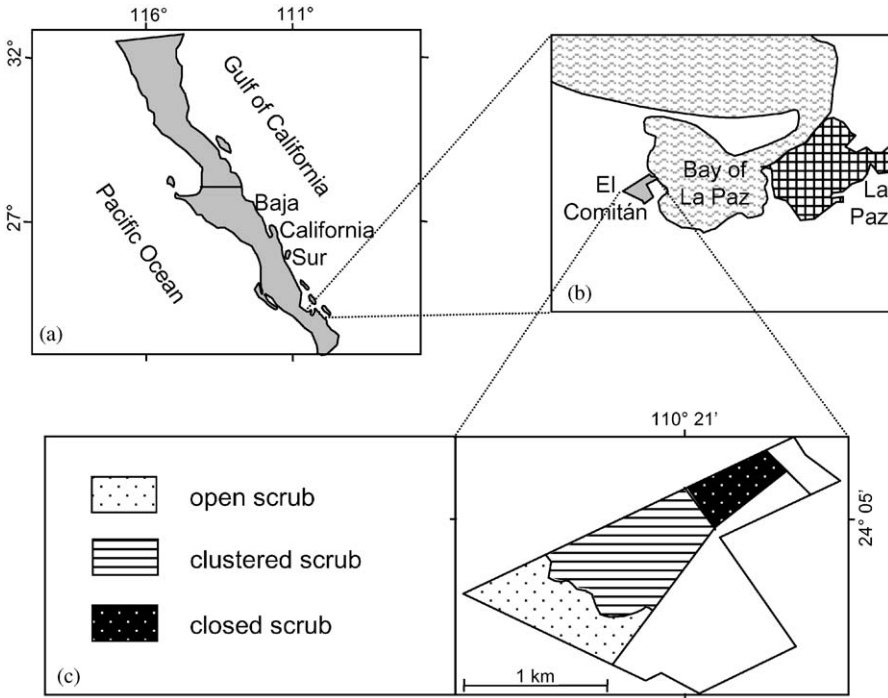 116°
111°
32°
27°
Gulf of California
Pacific Ocean
Baja
California
Sur
(a)
Bay of
La Paz
El
Comitán
La
Paz
(b)
110° 21'
24° 05'
open scrub
clustered scrub
closed scrub
1 km
(c)